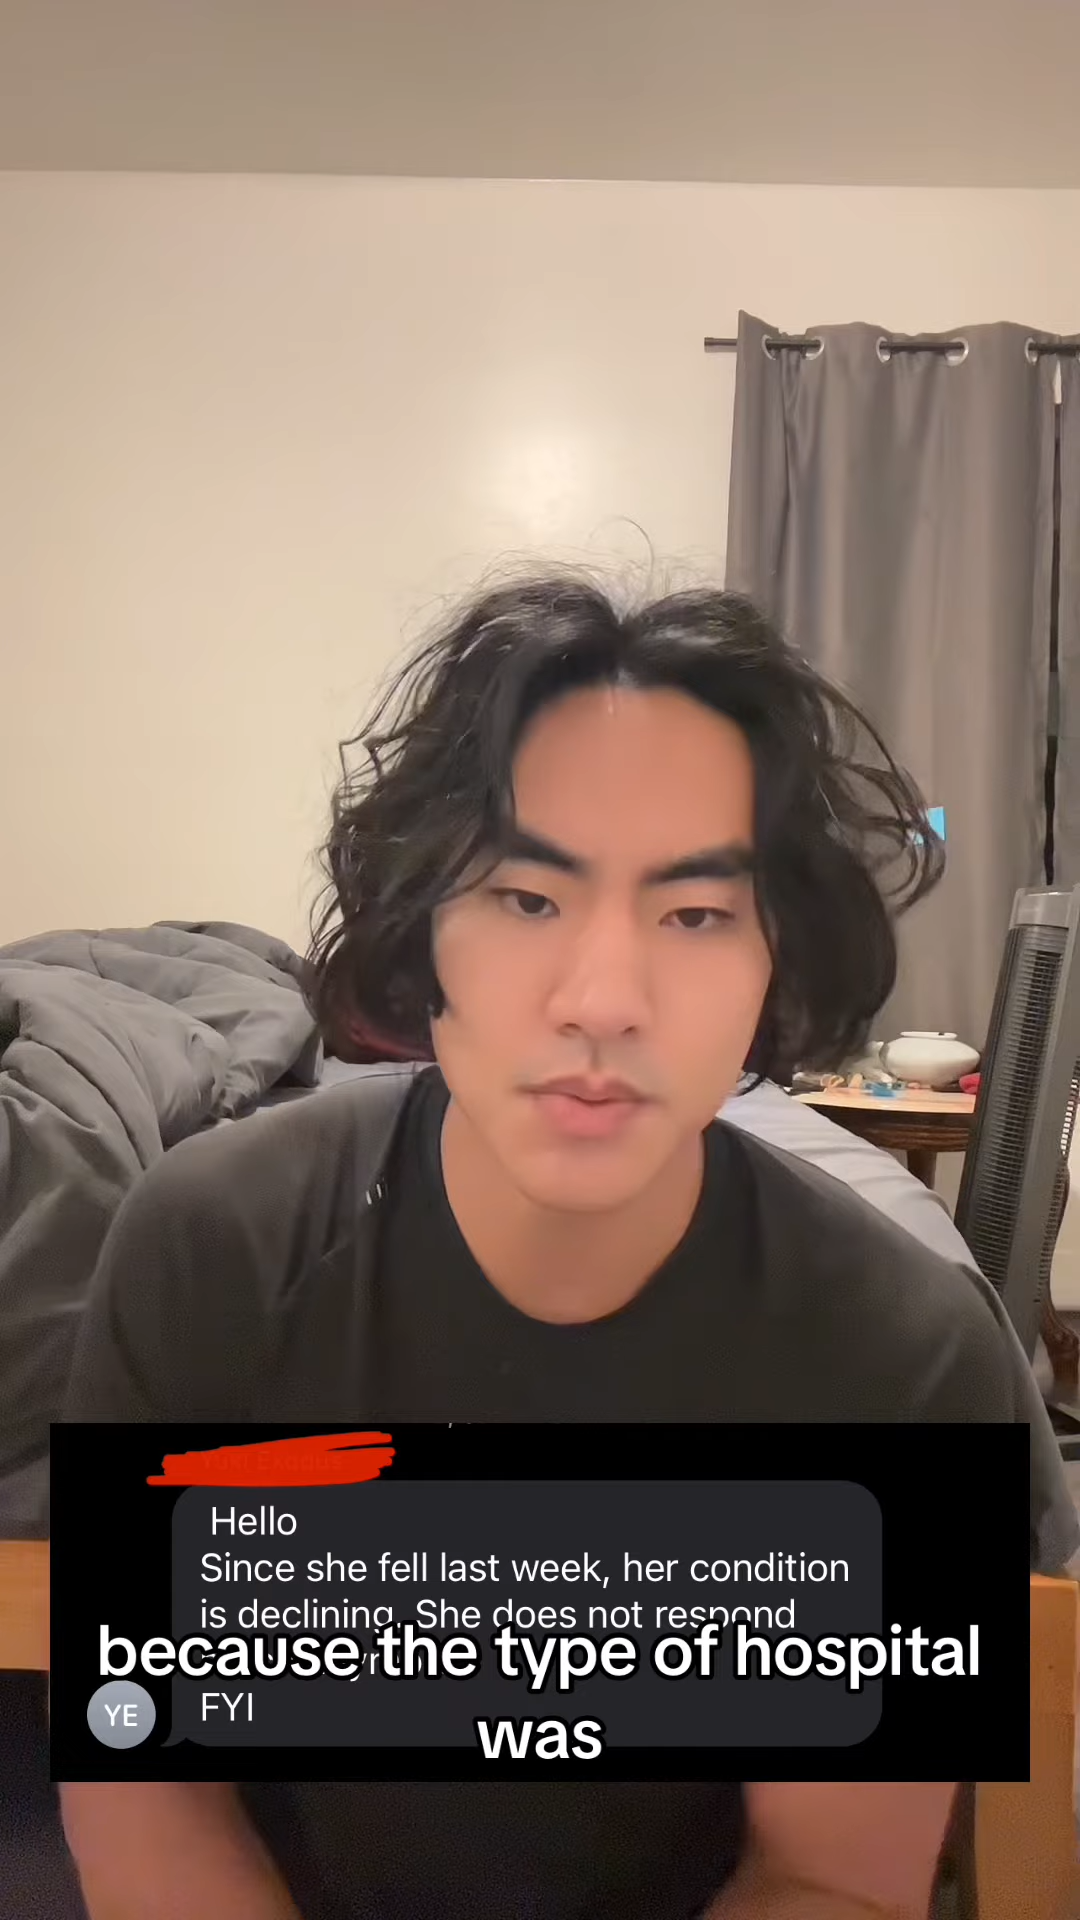 Hello
Since she fell last week, her condition
is declining. She does not respond
FYI
YE
because the type of hospital
was